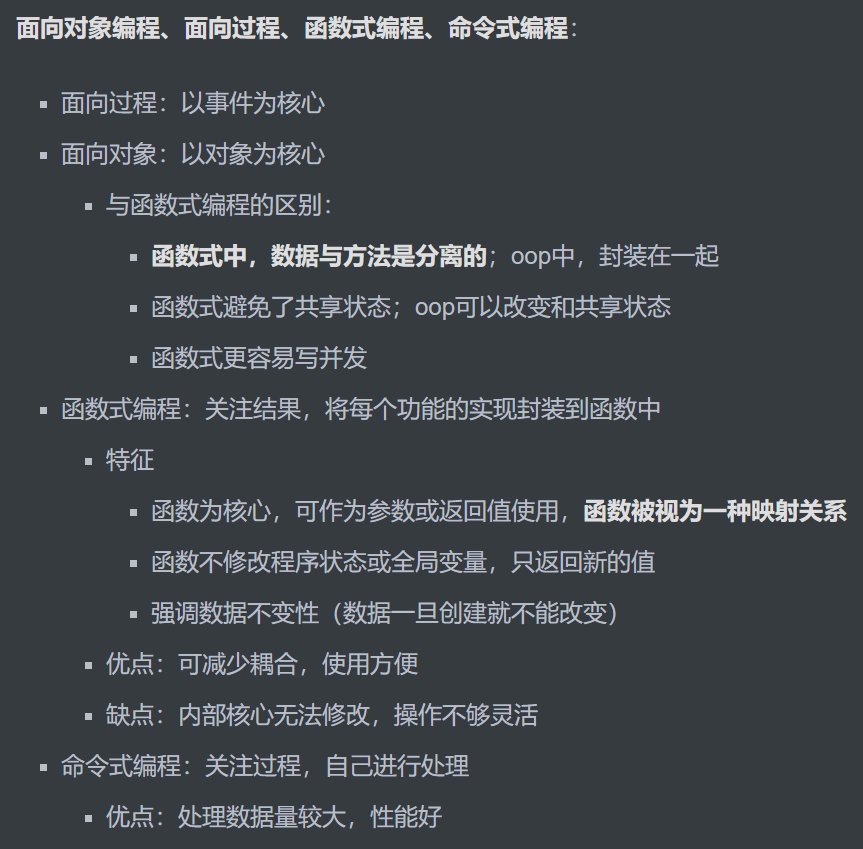 面向对象编程、面向过程、函数式编程、命令式编程：
面向过程：以事件为核心
面向对象：以对象为核心
与函数式编程的区别：
函数式中，数据与方法是分离的；oop中，封装在一起
函数式避免了共享状态；oop可以改变和共享状态
函数式更容易写并发
函数式编程：关注结果，将每个功能的实现封装到函数中
特征
函数为核心，可作为参数或返回值使用，函数被视为一种映射关系
函数不修改程序状态或全局变量，只返回新的值
强调数据不变性（数据一旦创建就不能改变）
优点：可减少耦合，使用方便
缺点：内部核心无法修改，操作不够灵活
命令式编程：关注过程，自己进行处理
优点：处理数据量较大，性能好